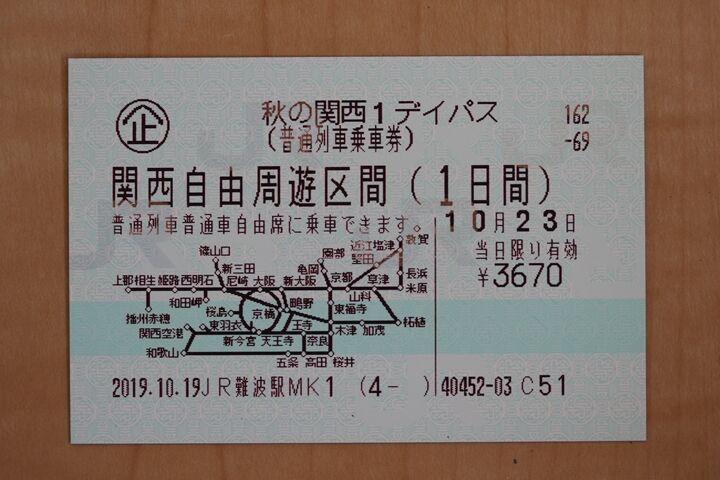 企 秋の関西1デイパス 162
(普通列車乗車券) -69
関西自由周遊区間(1日間)
普通列車普通車自由席に乗車できます。 10月23日
当日限り有効
¥3670
篠山口 園部 近江塩津 敦賀
新三田 亀岡 堅田
上郡 相生 姫路 西明石 尼崎 大阪 新大阪 京都 草津 長浜
米原
和田岬 桜島 京橋 鴫野 山科
播州赤穂 東福寺
関西空港 東羽衣 王寺 木津 加茂 柘植
新今宮 天王寺 奈良
和歌山 五条 高田 桜井
2019.10.19JR難波駅MK1 (4- ) 40452-03 C51